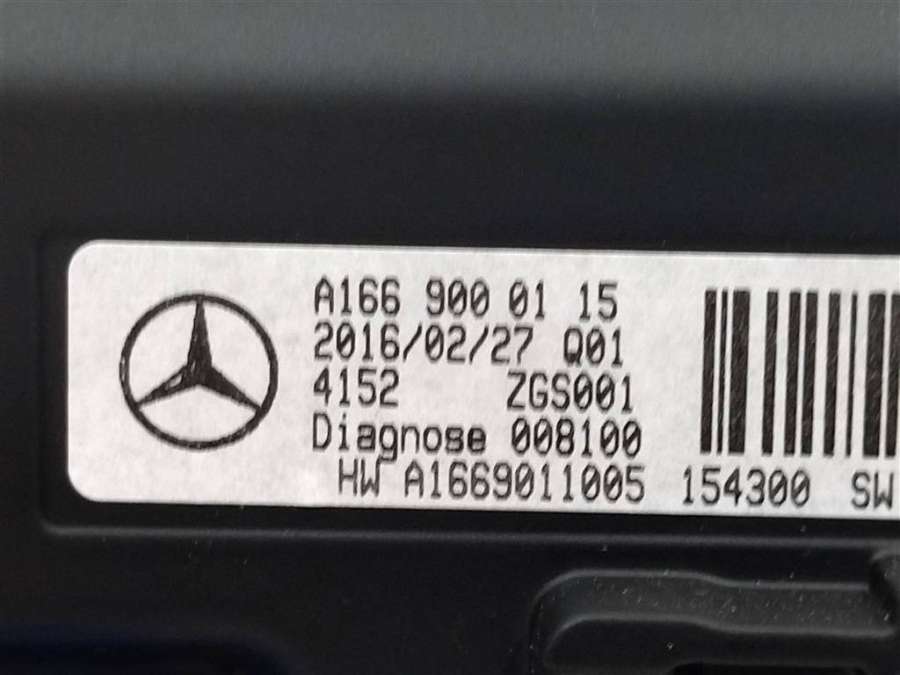 A166 900 01 15
2016/02/27 Q01
4152 ZGS001
Diagnose 008100
HW A1669011005 154300 SW